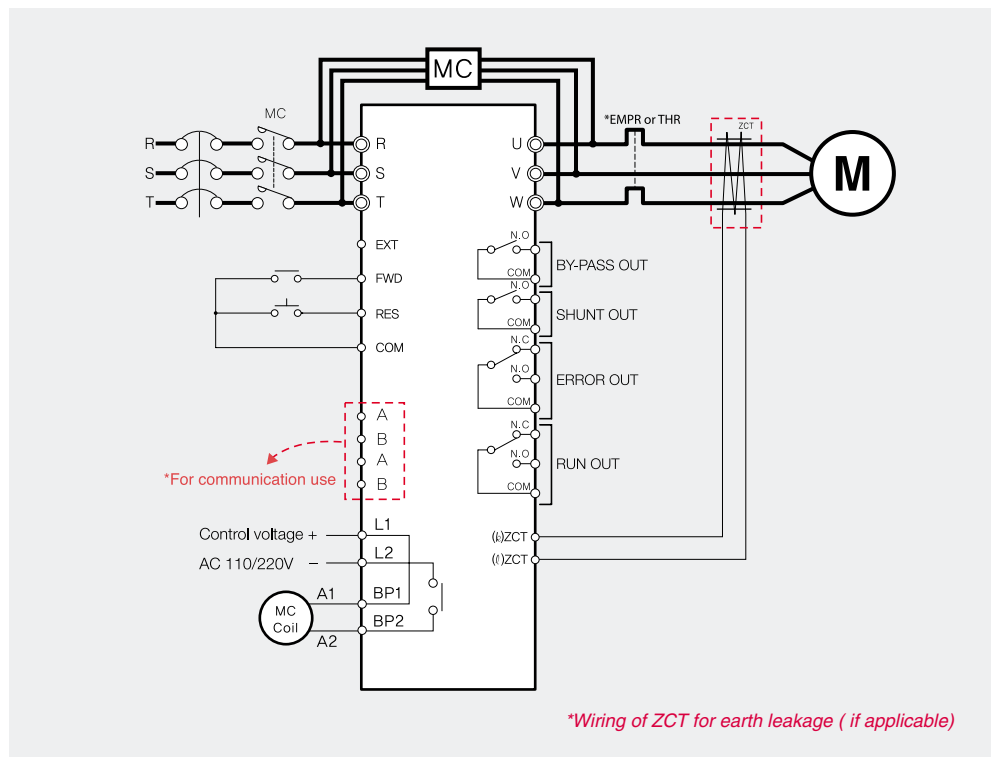 MC
MC
*EMPR or THR
ZCT
R
S
T
R
S
T
U
V
W
M
EXT
FWD
RES
COM
N.O
COM
BY-PASS OUT
N.O
COM
SHUNT OUT
N.C
N.O
COM
ERROR OUT
N.C
N.O
COM
RUN OUT
A
B
A
B
*For communication use
Control voltage +
AC 110/220V −
L1
L2
BP1
BP2
A1
A2
MC
Coil
(k)ZCT
(ℓ)ZCT
*Wiring of ZCT for earth leakage ( if applicable)